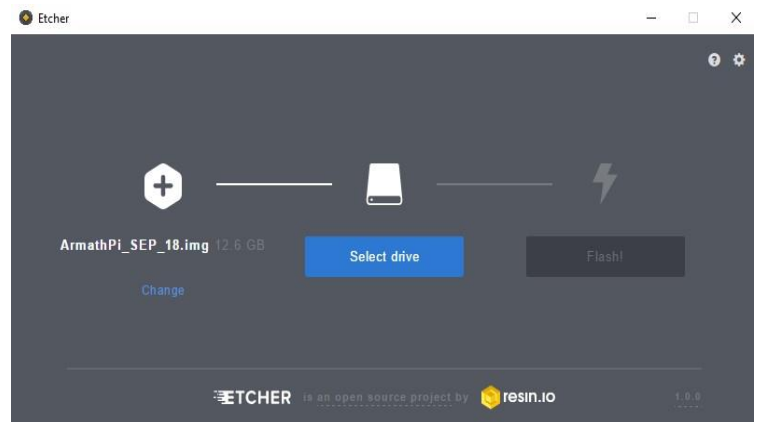 Etcher
ArmathPi_SEP_18.img 12.6 GB
Select drive
Flash!
Change
ETCHER is an open source project by resin.io
1.0.0